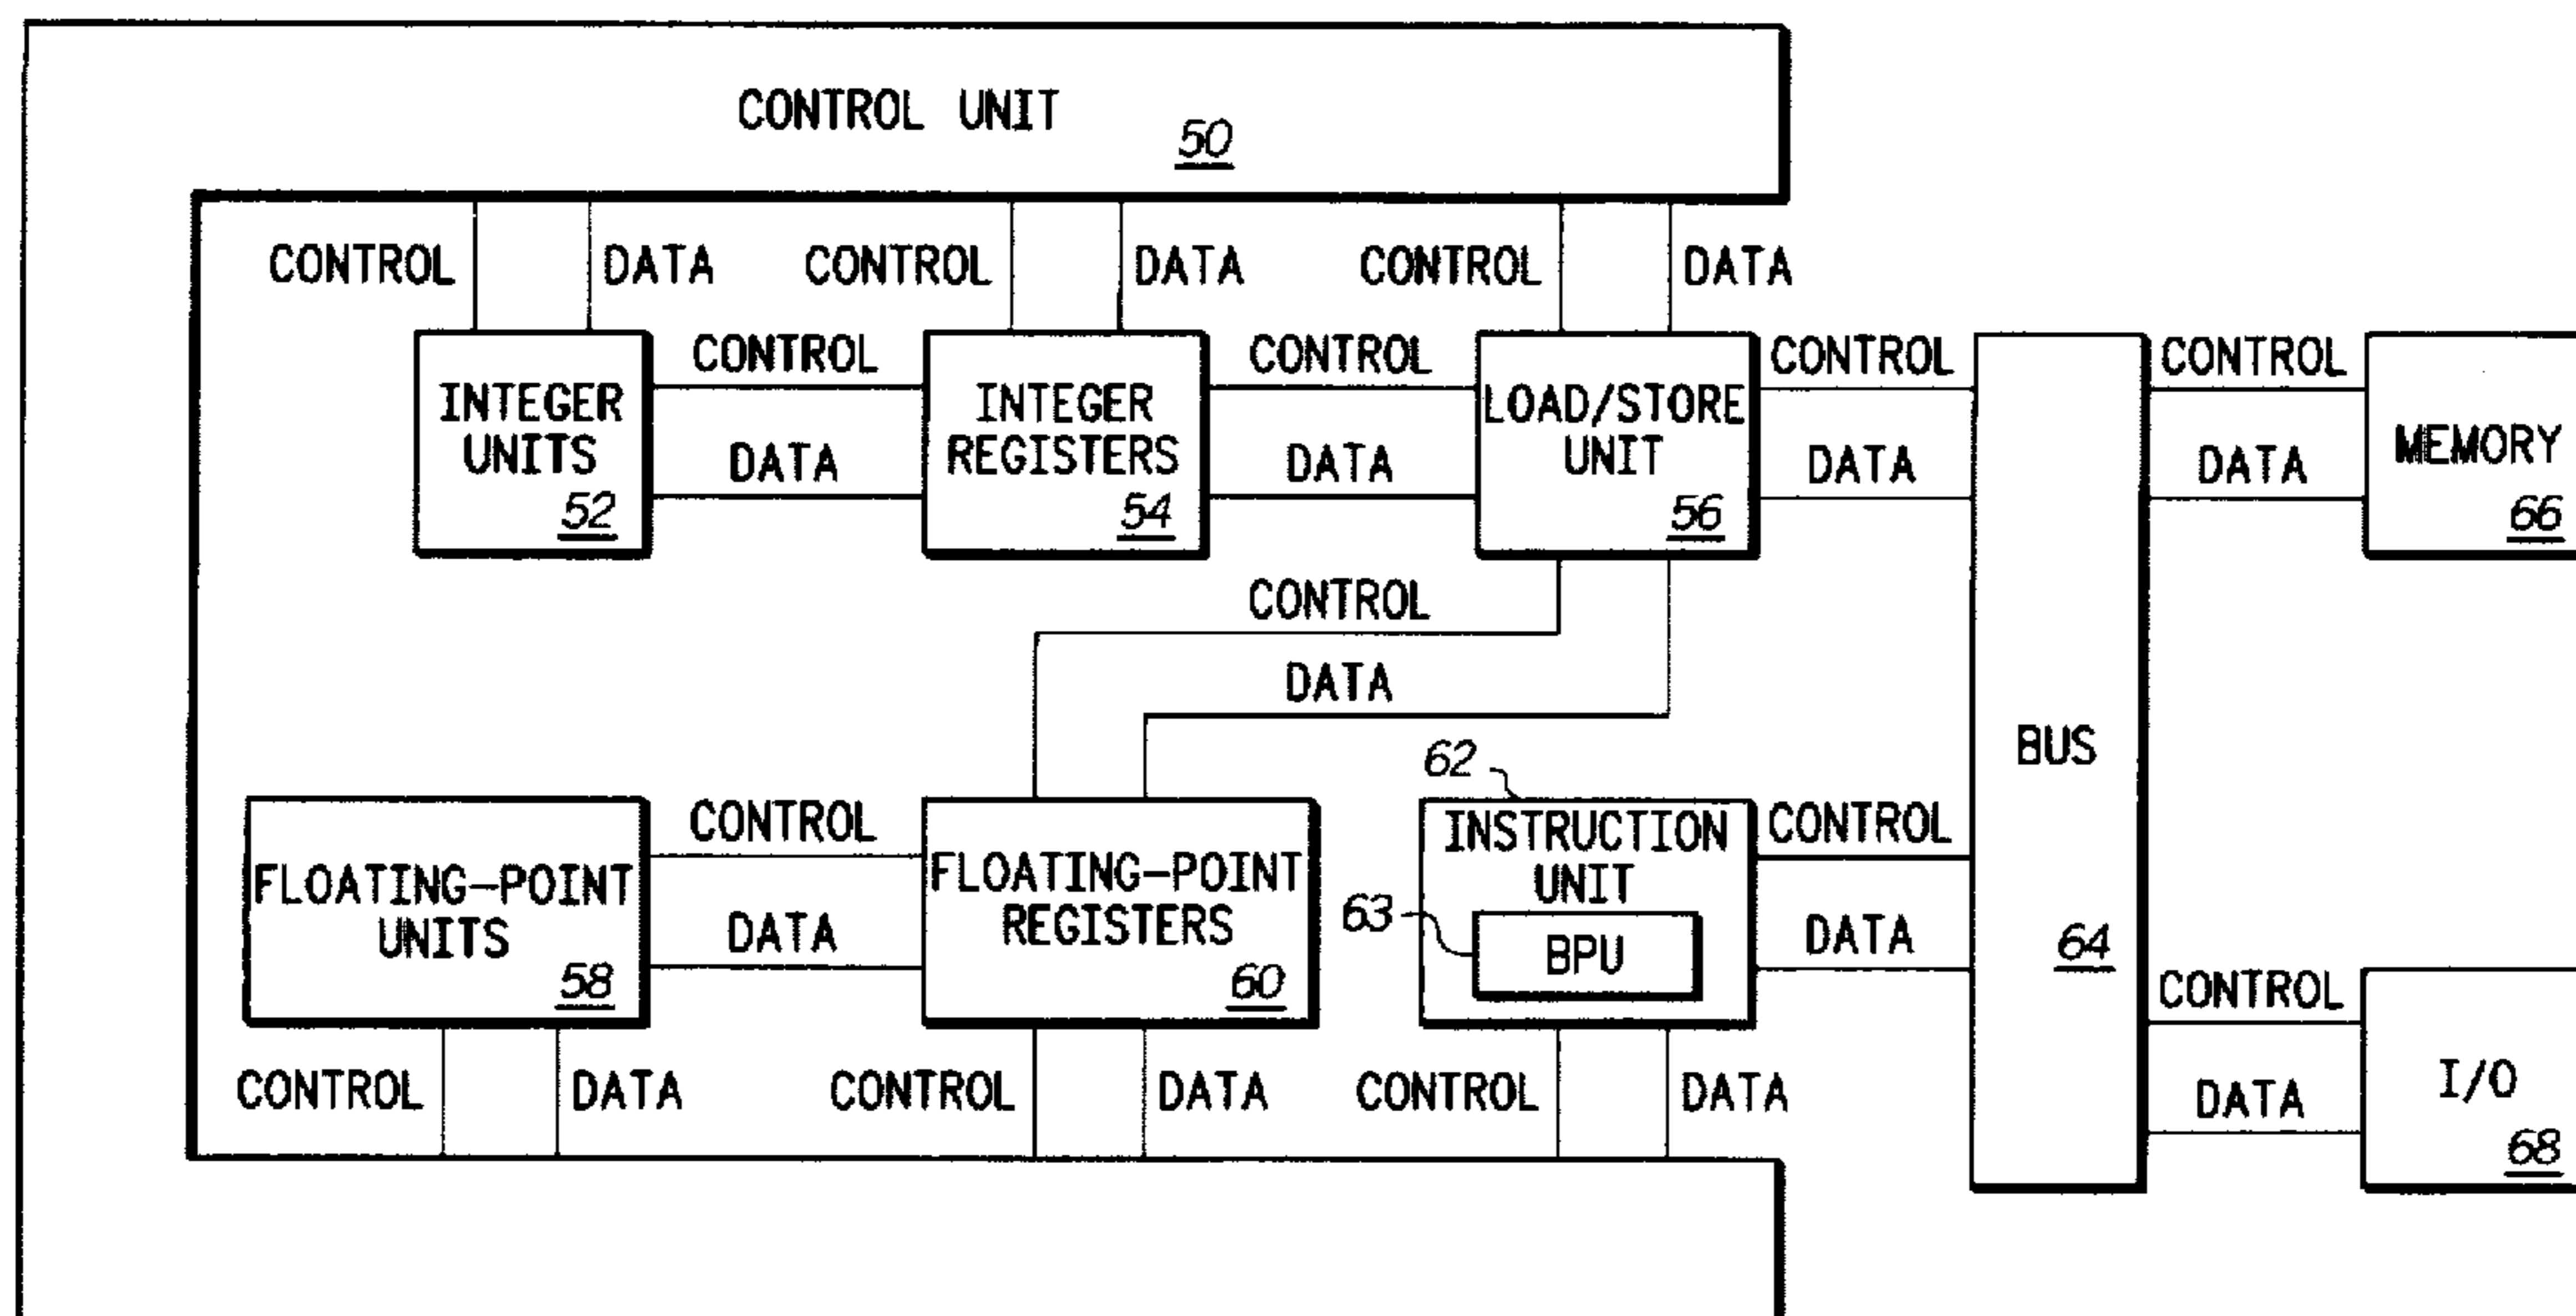 CONTROL UNIT
50
CONTROL
DATA
CONTROL
DATA
CONTROL
DATA
INTEGER
UNITS
52
CONTROL
DATA
INTEGER
REGISTERS
54
CONTROL
DATA
LOAD/STORE
UNIT
56
CONTROL
DATA
CONTROL
DATA
MEMORY
66
CONTROL
DATA
BUS
64
FLOATING-POINT
UNITS
58
CONTROL
DATA
FLOATING-POINT
REGISTERS
60
62
INSTRUCTION
UNIT
63
BPU
CONTROL
DATA
CONTROL
DATA
I/O
68
CONTROL
DATA
CONTROL
DATA
CONTROL
DATA